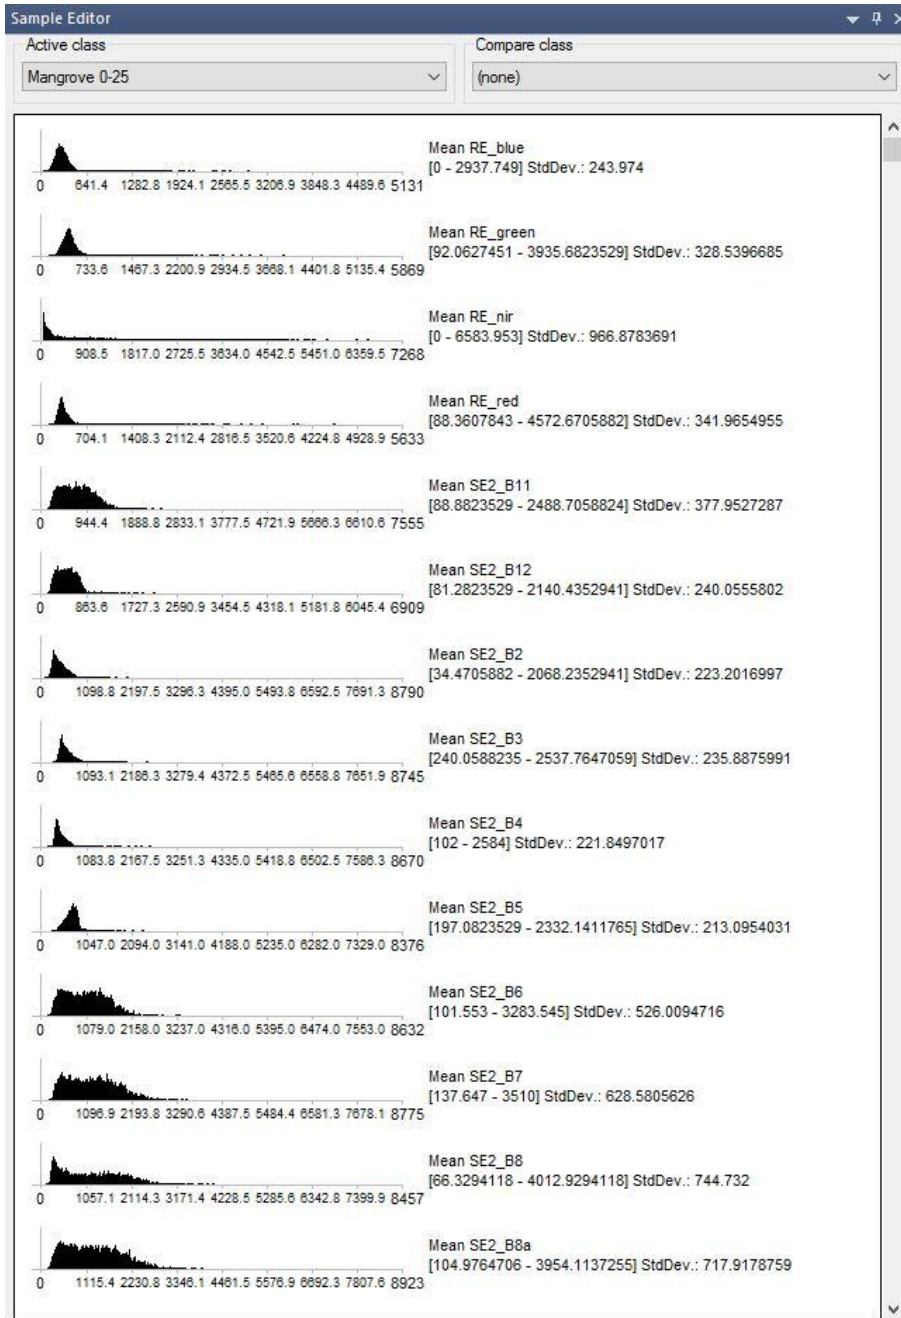 Sample Editor
Active class
Compare class
Mangrove 0-25
(none)
Mean RE_blue
[0 - 2937.749] StdDev.: 243.974
0 641.4 1282.8 1924.1 2565.5 3206.9 3848.3 4489.6 5131
Mean RE_green
[92.0627451 - 3935.6823529] StdDev.: 328.5396685
0 733.6 1467.3 2200.9 2934.5 3668.1 4401.8 5135.4 5869
Mean RE_nir
[0 - 6583.953] StdDev.: 966.8783691
0 908.5 1817.0 2725.5 3634.0 4542.5 5451.0 6359.5 7268
Mean RE_red
[88.3607843 - 4572.6705882] StdDev.: 341.9654955
0 704.1 1408.3 2112.4 2816.5 3520.6 4224.8 4928.9 5633
Mean SE2_B11
[88.8823529 - 2488.7058824] StdDev.: 377.9527287
0 944.4 1888.8 2833.1 3777.5 4721.9 5666.3 6610.6 7555
Mean SE2_B12
[81.2823529 - 2140.4352941] StdDev.: 240.0555802
0 863.6 1727.3 2590.9 3454.5 4318.1 5181.8 6045.4 6909
Mean SE2_B2
[34.4705882 - 2068.2352941] StdDev.: 223.2016997
0 1098.8 2197.5 3296.3 4395.0 5493.8 6592.5 7691.3 8790
Mean SE2_B3
[240.0588235 - 2537.7647059] StdDev.: 235.8875991
0 1093.1 2186.3 3279.4 4372.5 5465.6 6558.8 7651.9 8745
Mean SE2_B4
[102 - 2584] StdDev.: 221.8497017
0 1083.8 2167.5 3251.3 4335.0 5418.8 6502.5 7586.3 8670
Mean SE2_B5
[197.0823529 - 2332.1411765] StdDev.: 213.0954031
0 1047.0 2094.0 3141.0 4188.0 5235.0 6282.0 7329.0 8376
Mean SE2_B6
[101.553 - 3283.545] StdDev.: 526.0094716
0 1079.0 2158.0 3237.0 4316.0 5395.0 6474.0 7553.0 8632
Mean SE2_B7
[137.647 - 3510] StdDev.: 628.5805626
0 1096.9 2193.8 3290.6 4387.5 5484.4 6581.3 7678.1 8775
Mean SE2_B8
[66.3294118 - 4012.9294118] StdDev.: 744.732
0 1057.1 2114.3 3171.4 4228.5 5285.6 6342.8 7399.9 8457
Mean SE2_B8a
[104.9764706 - 3954.1137255] StdDev.: 717.9178759
0 1115.4 2230.8 3346.1 4461.5 5576.9 6692.3 7807.6 8923